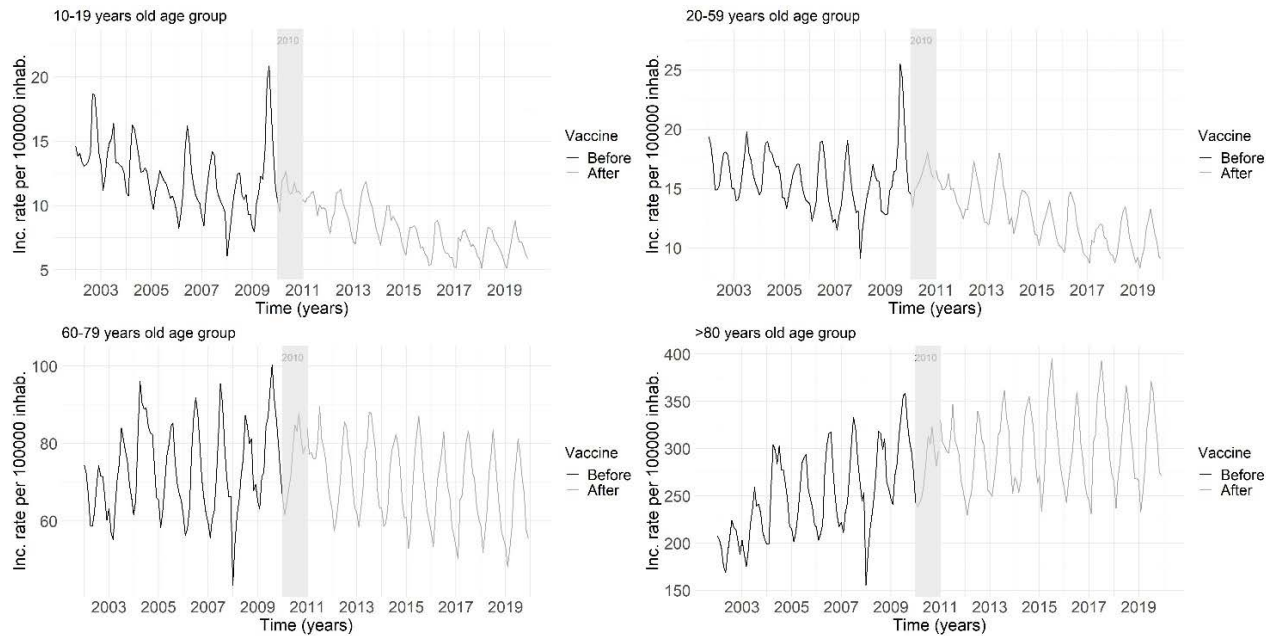 10-19 years old age group
Inc. rate per 100000 inhab.
20
15
10
5
2010
2003 2005 2007 2009 2011 2013 2015 2017 2019
Time (years)
Vaccine
Before
After
20-59 years old age group
Inc. rate per 100000 inhab.
25
20
15
10
2010
2003 2005 2007 2009 2011 2013 2015 2017 2019
Time (years)
Vaccine
Before
After
60-79 years old age group
Inc. rate per 100000 inhab.
100
80
60
2010
2003 2005 2007 2009 2011 2013 2015 2017 2019
Time (years)
Vaccine
Before
After
>80 years old age group
Inc. rate per 100000 inhab.
400
350
300
250
200
150
2010
2003 2005 2007 2009 2011 2013 2015 2017 2019
Time (years)
Vaccine
Before
After